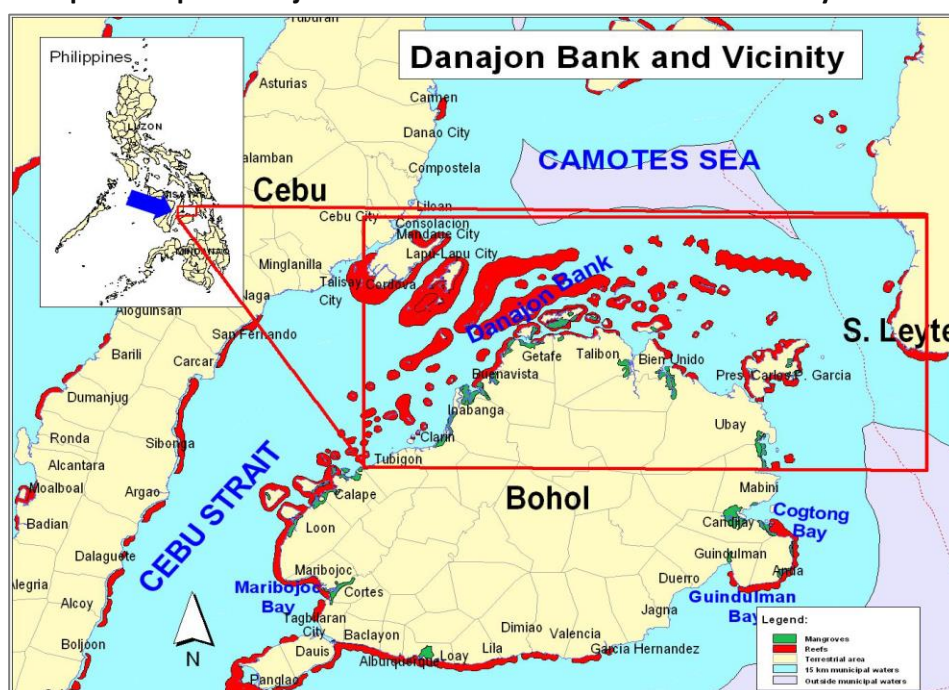 Danajon Bank and Vicinity
Philippines
LUZON
MINDANAO
Tuburan
Asturias
Carmen
Danao City
Compostela
CAMOTES SEA
Cebu
Liloan
Cebu City
Consolacion
Mandaue City
Lapu-Lapu City
Minglanilla
Talisay City
Cordova
Naga
Aloguinsan
San Fernando
Danajon Bank
S. Leyte
Barili
Carcar
Getafe
Talibon
Bien Unido
Buenavista
Pres. Carlos P. Garcia
Dumanjug
Inabanga
Ubay
Ronda
Sibonga
Clarin
Alcantara
Tubigon
Moalboal
Argao
Calape
Bohol
Mabini
Badian
CEBU STRAIT
Loon
Candijay
Cogtong
Bay
Dalaguete
Guindulman
Alegria
Maribojoc
Duero
Anda
Maribojoc
Bay
Cortes
Guindulman
Bay
Alcoy
Jagna
Tagbilaran
City
Boljoon
Baclayon
Dimiao
Valencia
Garcia Hernandez
Dauis
Alburquerque
Loay
Lila
Panglao
N
Legend:
Mangroves
Reefs
Terrestrial area
15 km municipal waters
Outside municipal waters